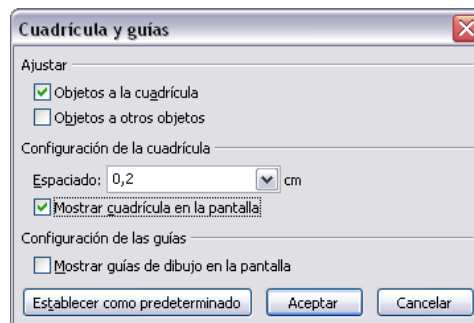 Cuadrícula y guías
Ajustar
Objetos a la cuadrícula
Objetos a otros objetos
Configuración de la cuadrícula
Espaciado: 0,2 cm
Mostrar cuadrícula en la pantalla
Configuración de las guías
Mostrar guías de dibujo en la pantalla
Establecer como predeterminado Aceptar Cancelar